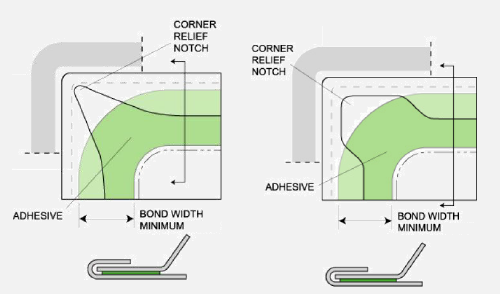 CORNER
RELIEF
NOTCH
ADHESIVE
BOND WIDTH
MINIMUM
CORNER
RELIEF
NOTCH
ADHESIVE
BOND WIDTH
MINIMUM